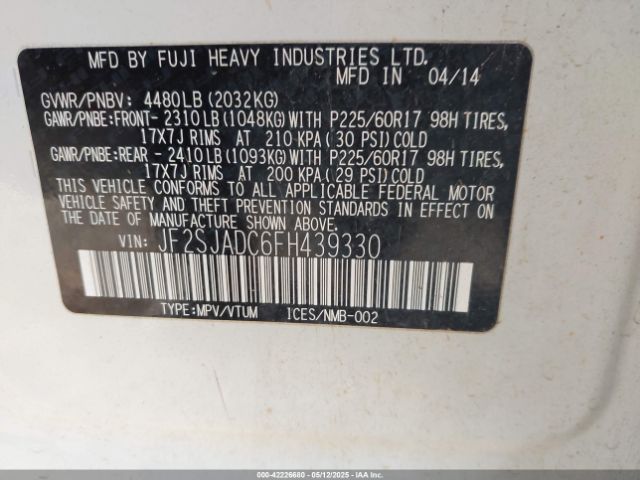 MFD BY FUJI HEAVY INDUSTRIES LTD.
MFD IN 04/14
GVWR/PNBV: 4480LB(2032KG)
GAWR/PNBE:FRONT- 2310LB(1048KG)WITH P225/60R17 98H TIRES,
17X7J RIMS AT 210 KPA( 30 PSI)COLD
GAWR/PNBE:REAR - 2410LB(1093KG)WITH P225/60R17 98H TIRES,
17X7J RIMS AT 200 KPA( 29 PSI)COLD
THIS VEHICLE CONFORMS TO ALL APPLICABLE FEDERAL MOTOR
VEHICLE SAFETY AND THEFT PREVENTION STANDARDS IN EFFECT ON
THE DATE OF MANUFACTURE SHOWN ABOVE.
VIN: JF2SJADC6FH439330
TYPE:MPV/VTUM ICES/NMB-002
000-42226680 - 05/12/2025 - IAA Inc.